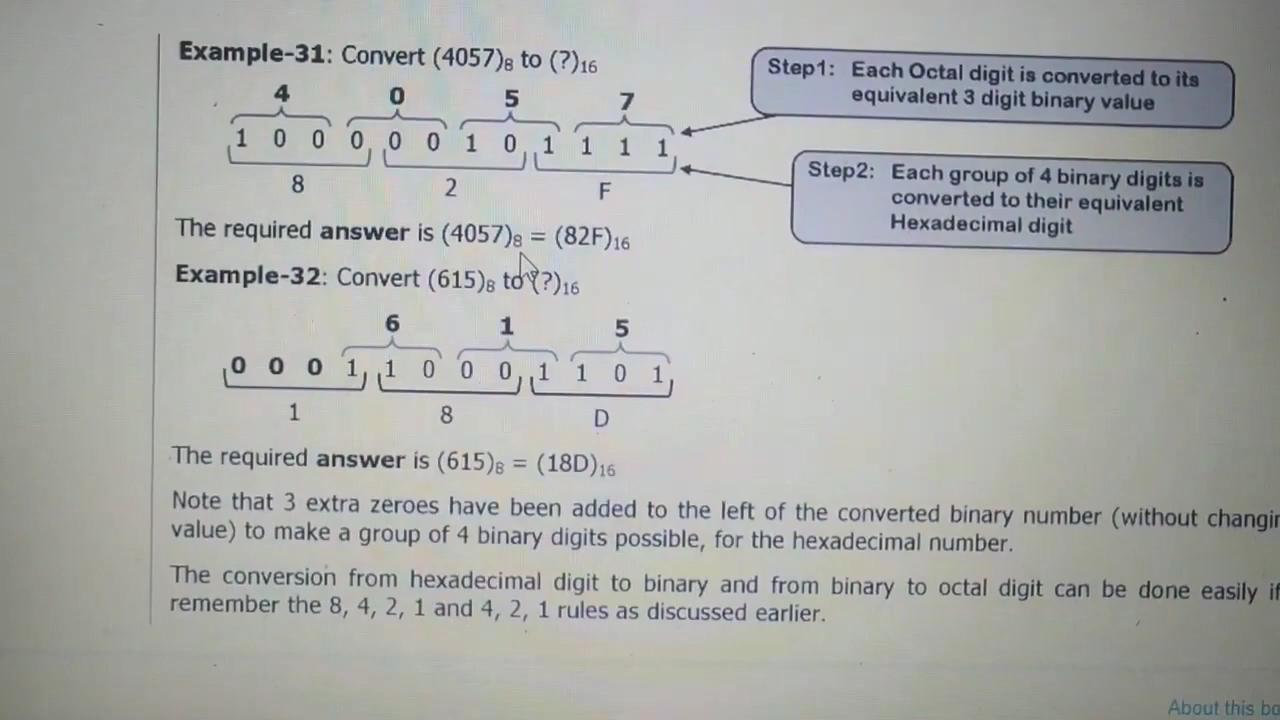 Example-31: Convert (4057)₈ to (?)₁₆
Step1: Each Octal digit is converted to its
equivalent 3 digit binary value
4 0 5 7
1 0 0 0 0 0 1 0 1 1 1 1
8 2 F
Step2: Each group of 4 binary digits is
converted to their equivalent
Hexadecimal digit
The required answer is (4057)₈ = (82F)₁₆
Example-32: Convert (615)₈ to (?)₁₆
6 1 5
0 0 0 1 1 0 0 0 1 1 0 1
1 8 D
The required answer is (615)₈ = (18D)₁₆
Note that 3 extra zeroes have been added to the left of the converted binary number (without changin
value) to make a group of 4 binary digits possible, for the hexadecimal number.
The conversion from hexadecimal digit to binary and from binary to octal digit can be done easily if
remember the 8, 4, 2, 1 and 4, 2, 1 rules as discussed earlier.
About this bo